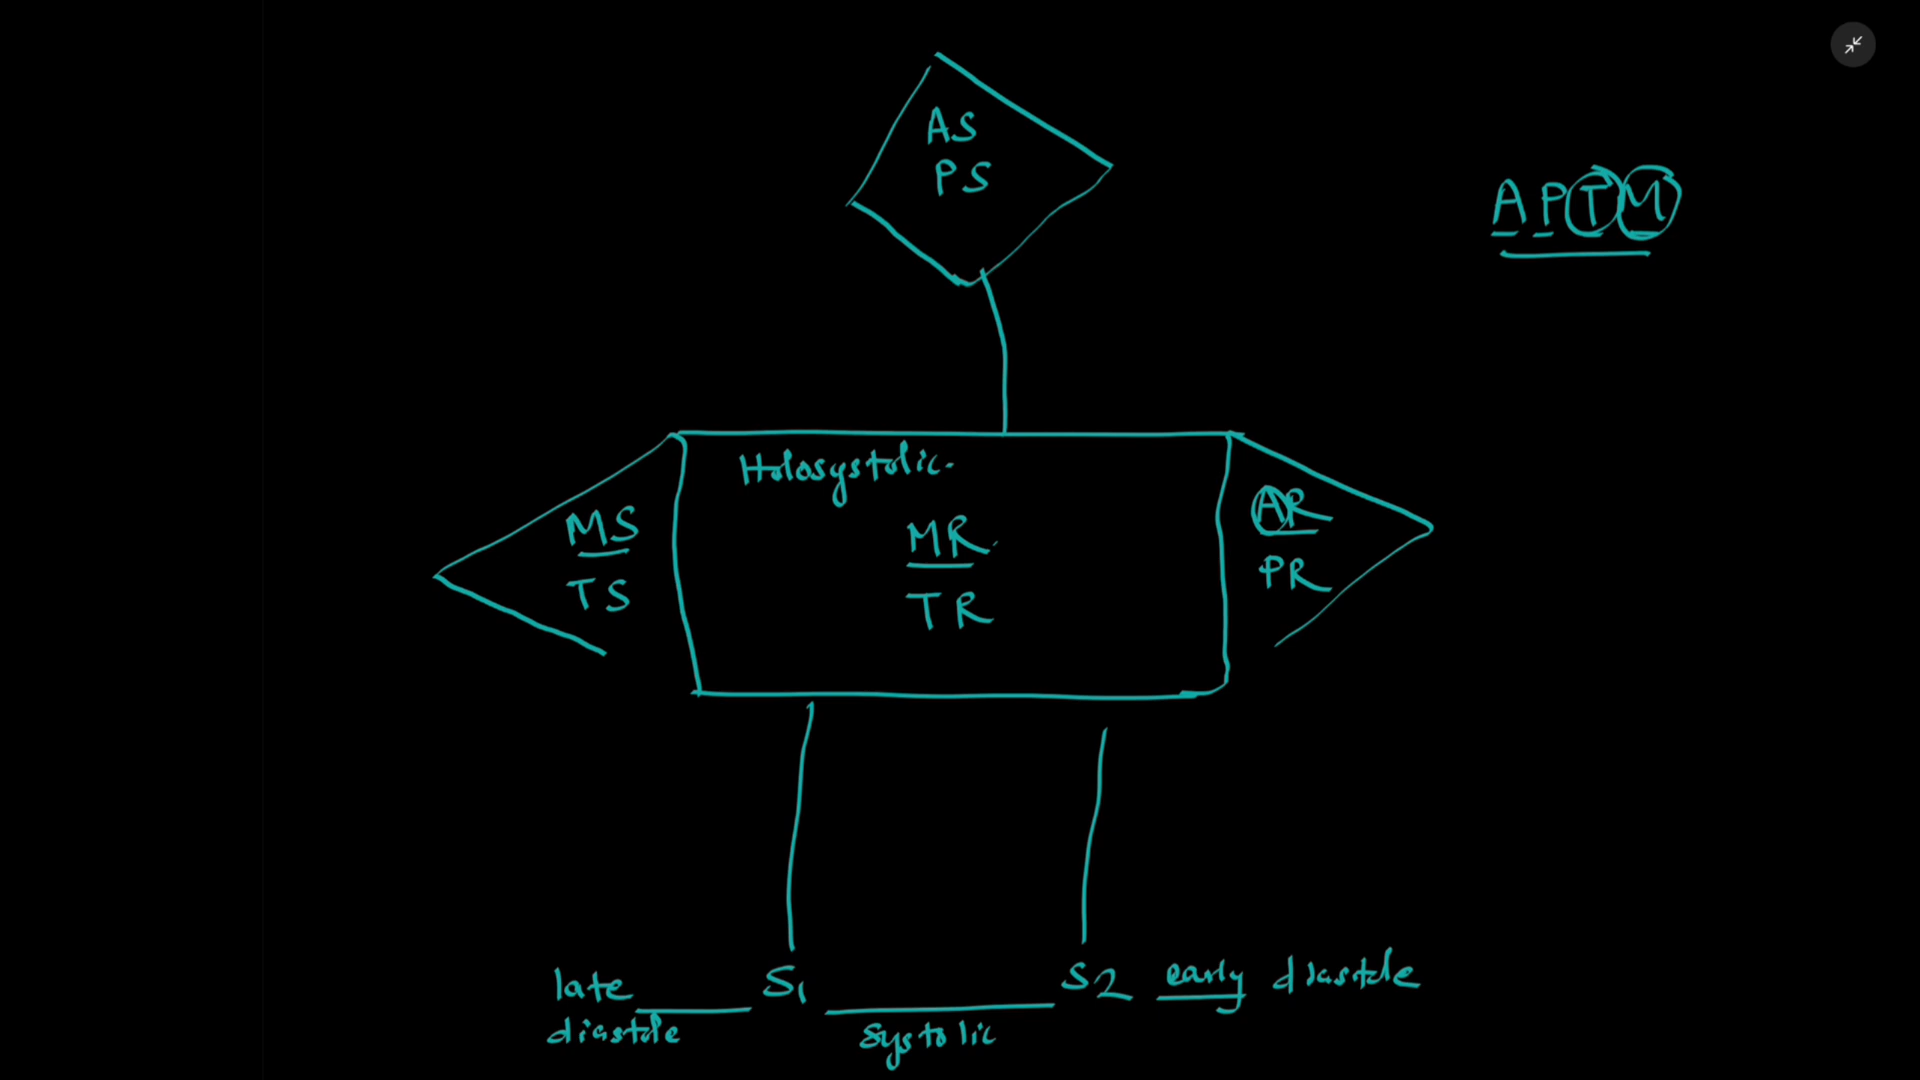 AS
PS
APTM
Holosystolic.
MS
TS
MR
TR
AR
PR
late
diastole
S1
systolic
S2 early diastole